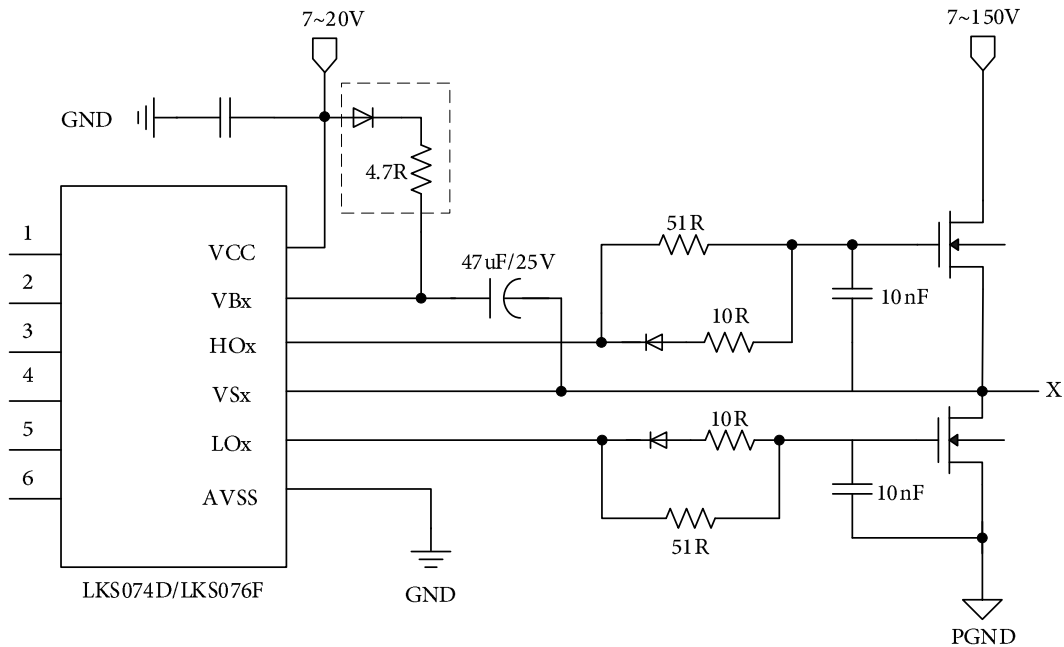 7~20V
7~150V
GND
4.7R
1
2
3
4
5
6
VCC
VBx
HOx
VSx
LOx
AVSS
47uF/25V
51R
10R
10nF
X
10R
10nF
51R
LKS074D/LKS076F
GND
PGND